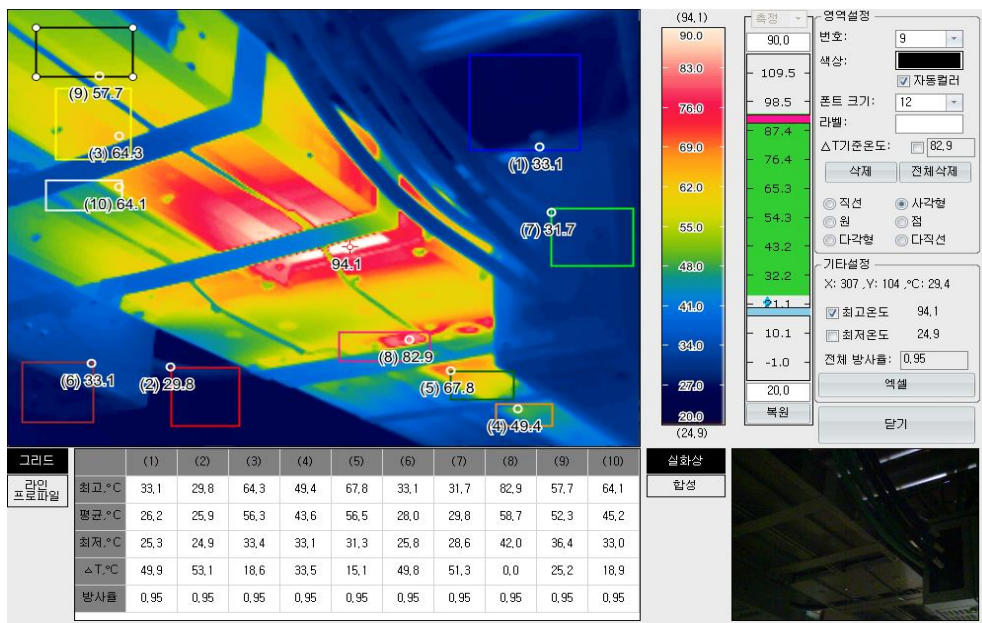 (94.1)
90.0
83.0
76.0
69.0
62.0
55.0
48.0
41.0
34.0
27.0
20.0
(24,9)
(9) 57.7
(3) 64.3
(10) 64.1
(1) 33.1
(7) 31.7
94.1
(8) 82.9
(6) 33.1
(2) 29.8
(5) 67.8
(4) 49.4
측정
90,0
109.5
98.5
87.4
76.4
65.3
54.3
43.2
32.2
21.1
10.1
-1.0
20,0
복원
영역설정
번호: 9
색상:
자동컬러
폰트 크기: 12
라벨:
△T기준온도: 82,9
삭제 전체삭제
직선 사각형
원 점
다각형 다직선
기타설정
X: 307 ,Y: 104 ,°C: 29,4
최고온도 94,1
최저온도 24,9
전체 방사율: 0,95
엑셀
닫기
그리드
라인
프로파일
(1) (2) (3) (4) (5) (6) (7) (8) (9) (10)
최고,°C 33,1 29,8 64,3 49,4 67,8 33,1 31,7 82,9 57,7 64,1
평균,°C 26,2 25,9 56,3 43,6 56,5 28,0 29,8 58,7 52,3 45,2
최저,°C 25,3 24,9 33,4 33,1 31,3 25,8 28,6 42,0 36,4 33,0
△T,°C 49,9 53,1 18,6 33,5 15,1 49,8 51,3 0,0 25,2 18,9
방사율 0,95 0,95 0,95 0,95 0,95 0,95 0,95 0,95 0,95 0,95
실화상
합성